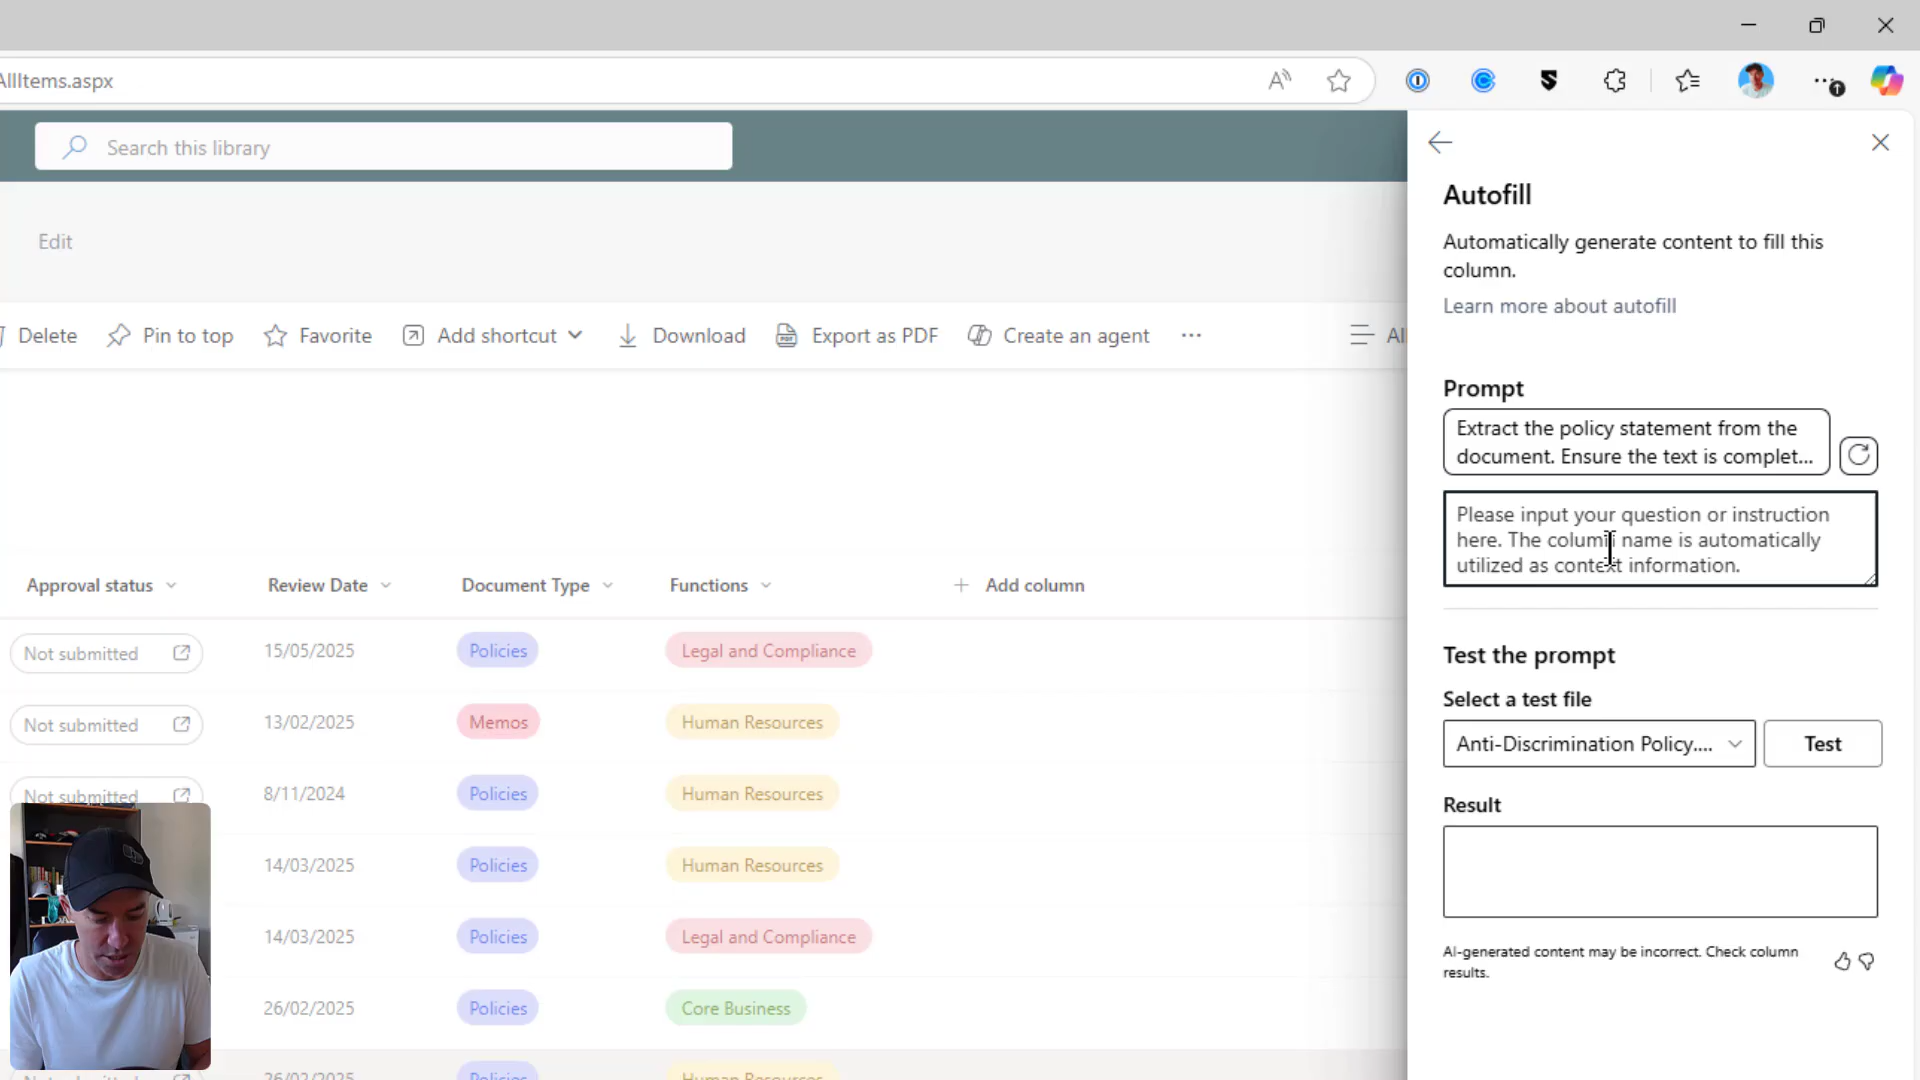 AllItems.aspx
Search this library
Edit
Delete
Pin to top
Favorite
Add shortcut
Download
Export as PDF
Create an agent
Autofill
Automatically generate content to fill this
column.
Learn more about autofill
Prompt
Extract the policy statement from the
document. Ensure the text is complet...
Please input your question or instruction
here. The column name is automatically
utilized as context information.
Test the prompt
Select a test file
Anti-Discrimination Policy....
Test
Result
AI-generated content may be incorrect. Check column
results.
Approval status
Review Date
Document Type
Functions
Add column
Not submitted
15/05/2025
Policies
Legal and Compliance
Not submitted
13/02/2025
Memos
Human Resources
Not submitted
8/11/2024
Policies
Human Resources
14/03/2025
Policies
Human Resources
14/03/2025
Policies
Legal and Compliance
26/02/2025
Policies
Core Business
26/02/2025
Policies
Human Resources